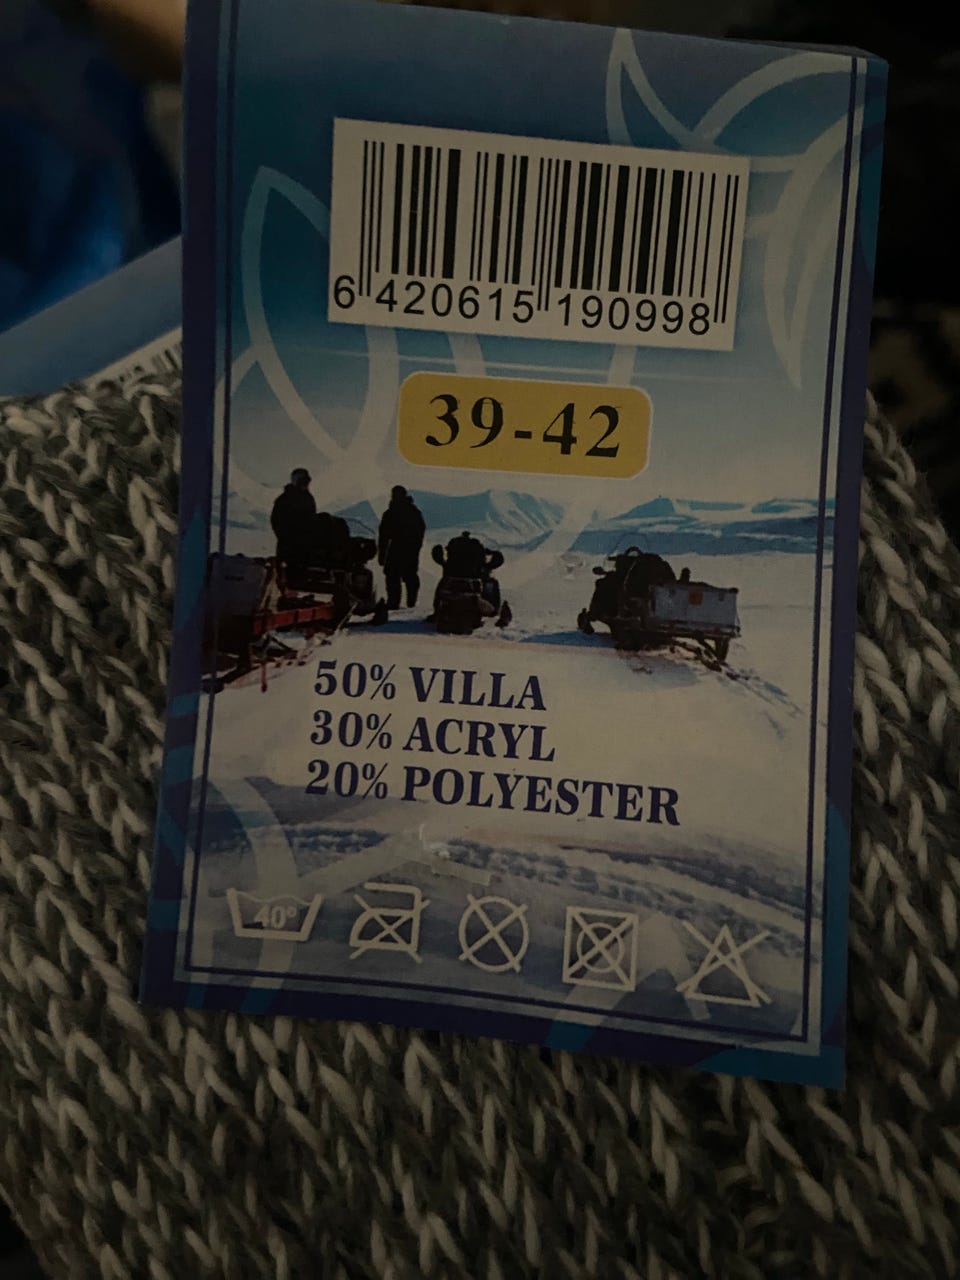 6 420615 190998
39-42
50% VILLA
30% ACRYL
20% POLYESTER
40°